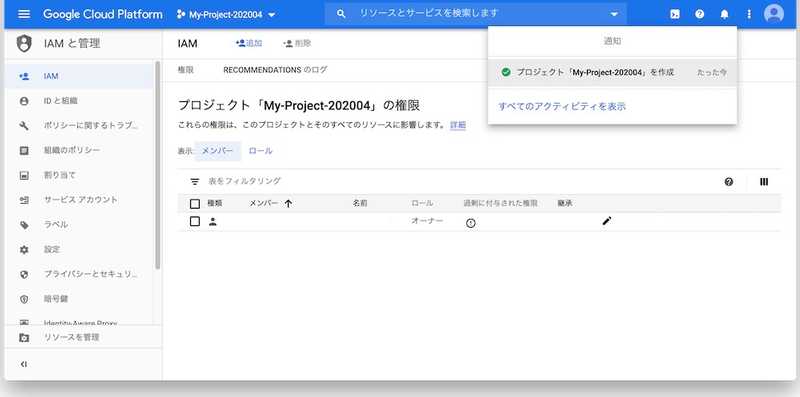 Google Cloud Platform
My-Project-202004
リソースとサービスを検索します
IAM と管理
IAM
追加
削除
通知
プロジェクト「My-Project-202004」を作成
たった今
すべてのアクティビティを表示
権限
RECOMMENDATIONS のログ
IAM
ID と組織
ポリシーに関するトラブ...
組織のポリシー
割り当て
サービス アカウント
ラベル
設定
プライバシーとセキュリ...
暗号鍵
Identity-Aware Proxy
リソースを管理
プロジェクト「My-Project-202004」の権限
これらの権限は、このプロジェクトとそのすべてのリソースに影響します。 詳細
表示:
メンバー
ロール
表をフィルタリング
種類
メンバー
名前
ロール
過剰に付与された権限
継承
オーナー